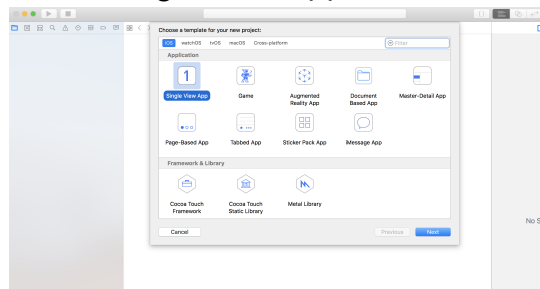 Choose a template for your new project:
iOS watchOS tvOS macOS Cross-platform Filter
Application
1
Single View App Game Augmented Reality App Document Based App Master-Detail App
Page-Based App Tabbed App Sticker Pack App iMessage App
Framework & Library
Cocoa Touch Framework Cocoa Touch Static Library Metal Library
No S
Cancel Previous Next